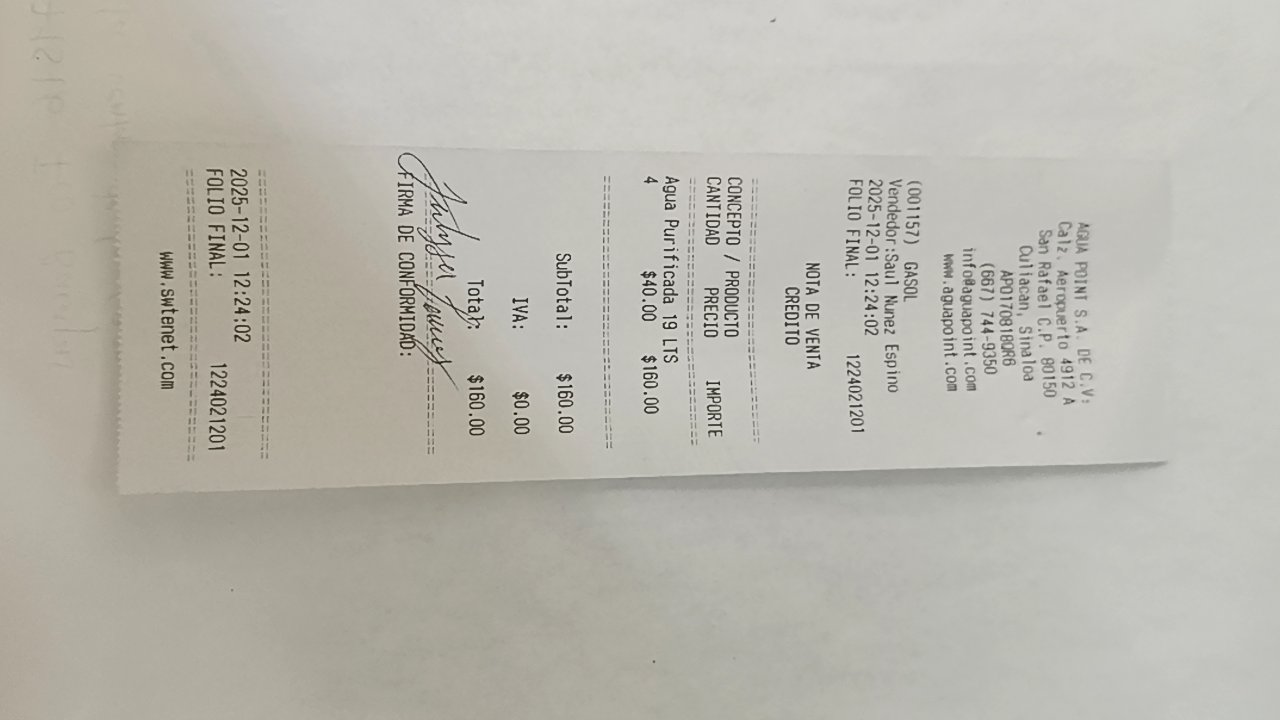 AGUA POINT S.A. DE C.V:
Calz. Aeropuerto 4912 A
San Rafael C.P. 80150
Culiacan, Sinaloa
APO170818QR6
(667) 744-9350
info@aguapoint.com
www.aguapoint.com
(001157) GASOL
Vendedor:Saul Nunez Espino
2025-12-01 12:24:02
FOLIO FINAL: 1224021201
NOTA DE VENTA
CREDITO
CONCEPTO / PRODUCTO
CANTIDAD PRECIO IMPORTE
Agua Purificada 19 LTS
4 $40.00 $160.00
SubTotal: $160.00
IVA: $0.00
Total: $160.00
FIRMA DE CONFORMIDAD:
2025-12-01 12:24:02
FOLIO FINAL: 1224021201
www.swtenet.com